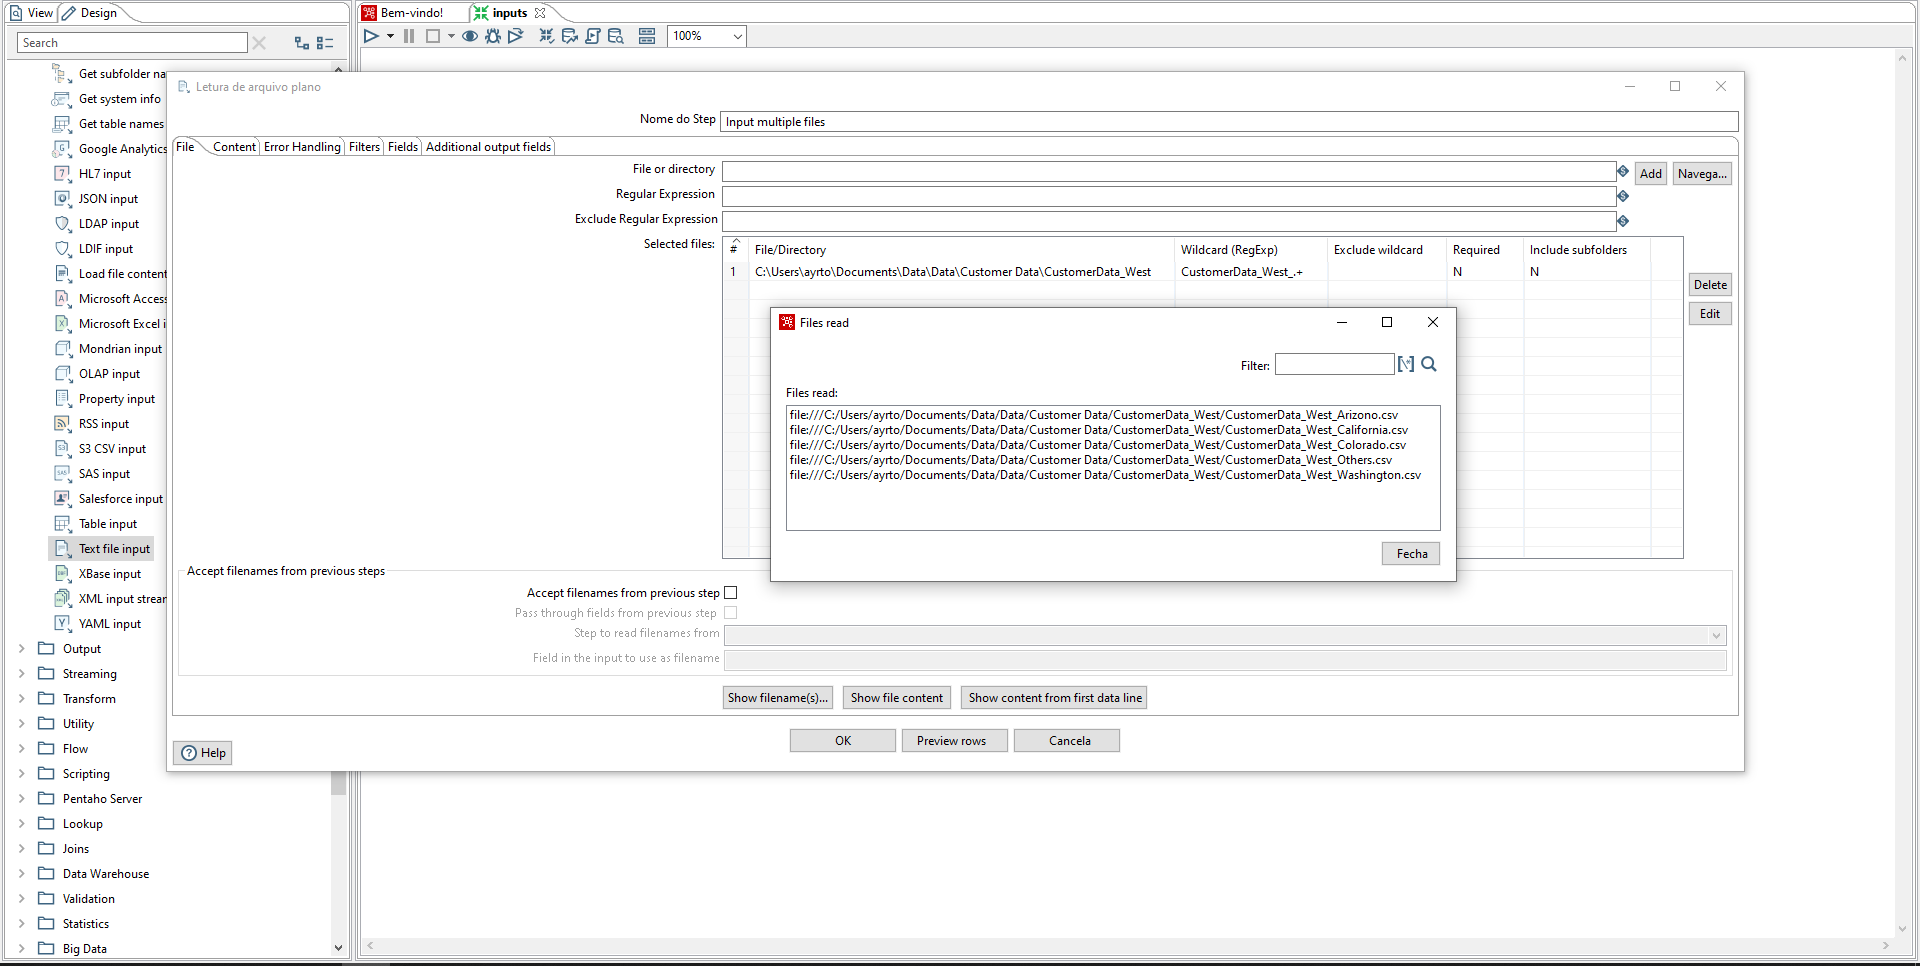 View
Design
Bem-vindo!
inputs
Search
100%
Get subfolder na
Get system info
Get table names
Google Analytics
HL7 input
JSON input
LDAP input
LDIF input
Load file content
Microsoft Access
Microsoft Excel i
Mondrian input
OLAP input
Property input
RSS input
S3 CSV input
SAS input
Salesforce input
Table input
Text file input
XBase input
XML input strear
YAML input
Output
Streaming
Transform
Utility
Flow
Scripting
Pentaho Server
Lookup
Joins
Data Warehouse
Validation
Statistics
Big Data
Letura de arquivo plano
Nome do Step Input multiple files
File Content Error Handling Filters Fields Additional output fields
File or directory Add Navega...
Regular Expression
Exclude Regular Expression
Selected files:
# File/Directory Wildcard (RegExp) Exclude wildcard Required Include subfolders
1 C:\Users\ayrto\Documents\Data\Data\Customer Data\CustomerData_West CustomerData_West_.+ N N
Delete
Edit
Files read
Filter:
Files read:
file:///C:/Users/ayrto/Documents/Data/Data/Customer Data/CustomerData_West/CustomerData_West_Arizono.csv
file:///C:/Users/ayrto/Documents/Data/Data/Customer Data/CustomerData_West/CustomerData_West_California.csv
file:///C:/Users/ayrto/Documents/Data/Data/Customer Data/CustomerData_West/CustomerData_West_Colorado.csv
file:///C:/Users/ayrto/Documents/Data/Data/Customer Data/CustomerData_West/CustomerData_West_Others.csv
file:///C:/Users/ayrto/Documents/Data/Data/Customer Data/CustomerData_West/CustomerData_West_Washington.csv
Fecha
Accept filenames from previous steps
Accept filenames from previous step
Pass through fields from previous step
Step to read filenames from
Field in the input to use as filename
Show filename(s)... Show file content Show content from first data line
OK Preview rows Cancela
Help